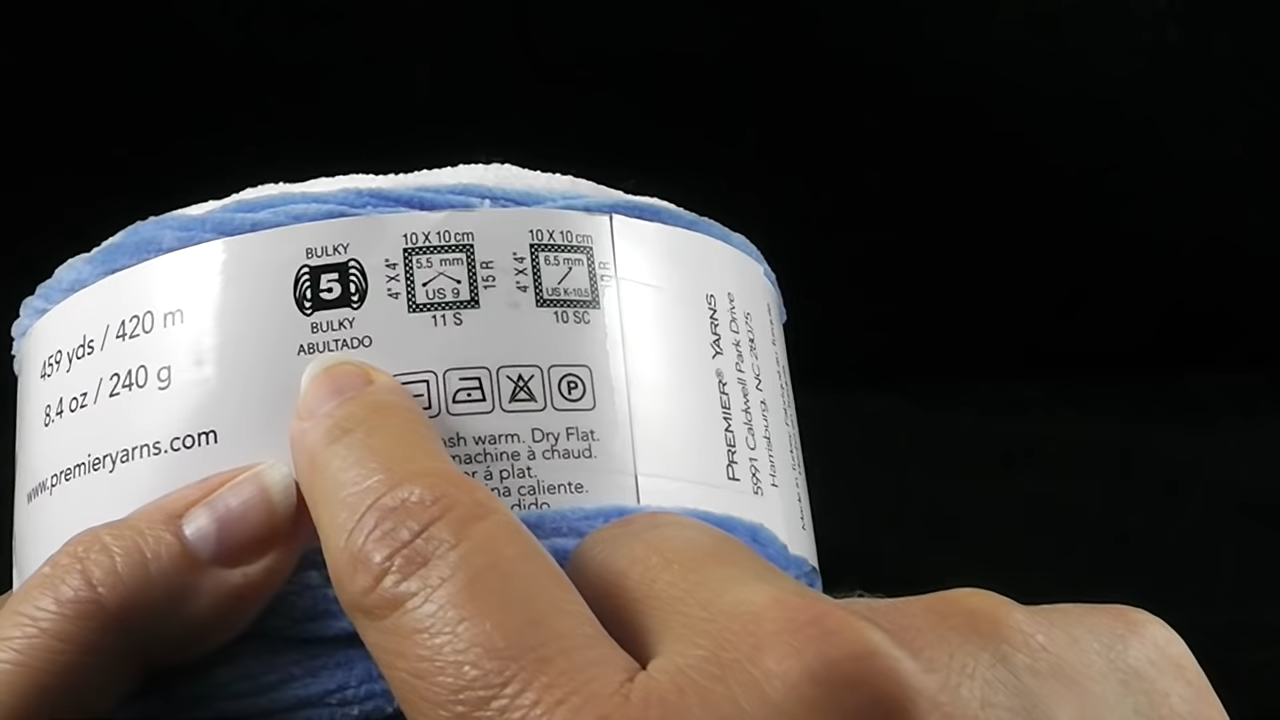 459 yds / 420 m
8.4 oz / 240 g
www.premieryarns.com
BULKY
5
BULKY
ABULTADO
10 X 10 cm
4" X 4"
5.5 mm
US 9
15 R
11 S
10 X 10 cm
4" X 4"
6.5 mm
US K-10.5
10 R
10 SC
P
warm. Dry Flat.
machine à chaud.
á plat.
caliente.
PREMIER® YARNS
5991 Caldwell Park Drive
Harrisburg, NC 28075